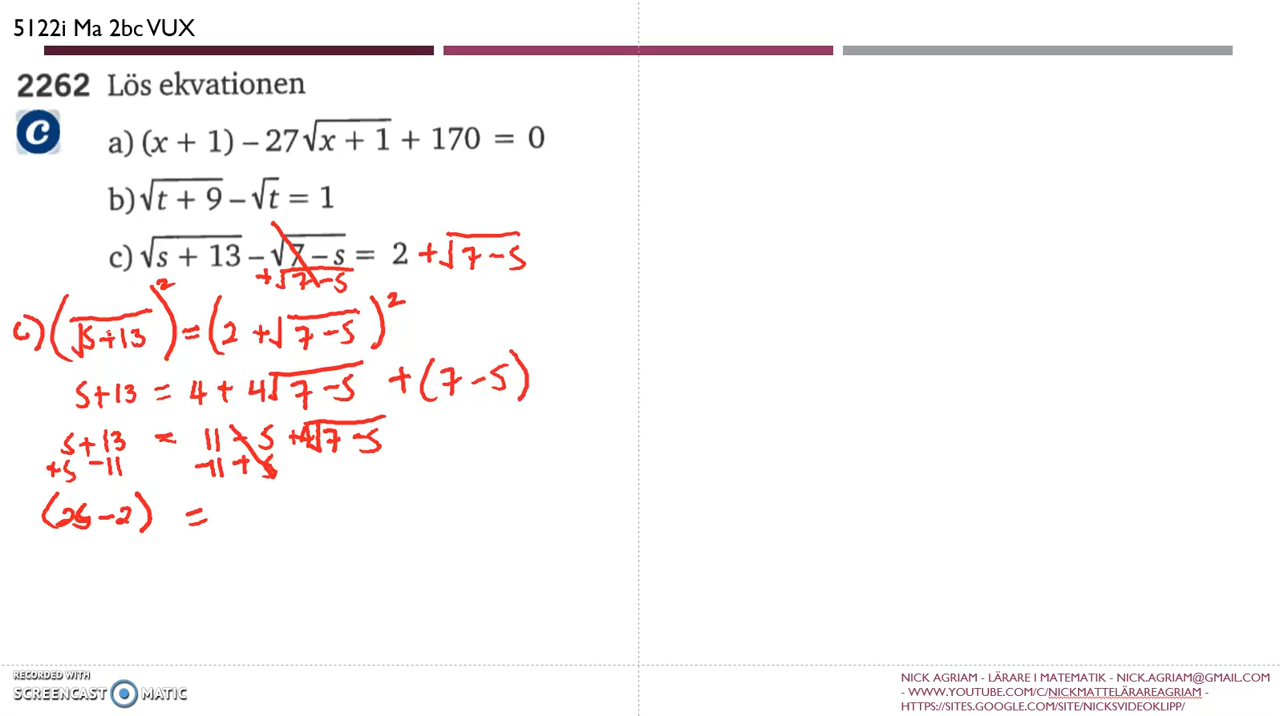 5122i Ma 2bc VUX
2262 Lös ekvationen
C
a) (x + 1) – 27√(x + 1) + 170 = 0
b) √(t + 9) – √t = 1
c) √(s + 13) – √(7 – s) = 2 + √(7 – s)
+ √(7 – s)
c) (√(s+13))² = (2 + √(7 – s))²
s+13 = 4 + 4√(7 – s) + (7 – s)
s+13 = 11 – s + 4√(7 – s)
+s –11 –11 + s
(2s – 2) =
RECORDED WITH
SCREENCAST MATIC
NICK AGRIAM - LÄRARE I MATEMATIK - NICK.AGRIAM@GMAIL.COM
- WWW.YOUTUBE.COM/C/NICKMATTELÄRAREAGRIAM -
HTTPS://SITES.GOOGLE.COM/SITE/NICKSVIDEOKLIPP/